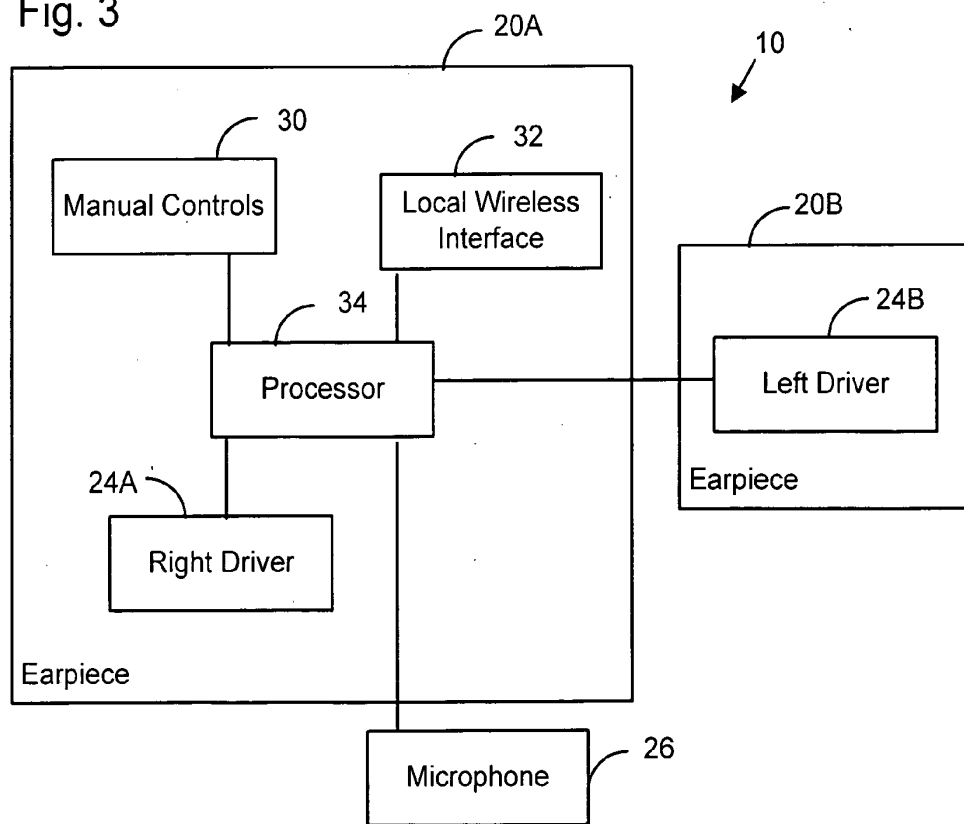 Fig. 3
20A
10
30
32
Manual Controls
Local Wireless
Interface
20B
34
24B
Processor
Left Driver
24A
Earpiece
Right Driver
Earpiece
26
Microphone